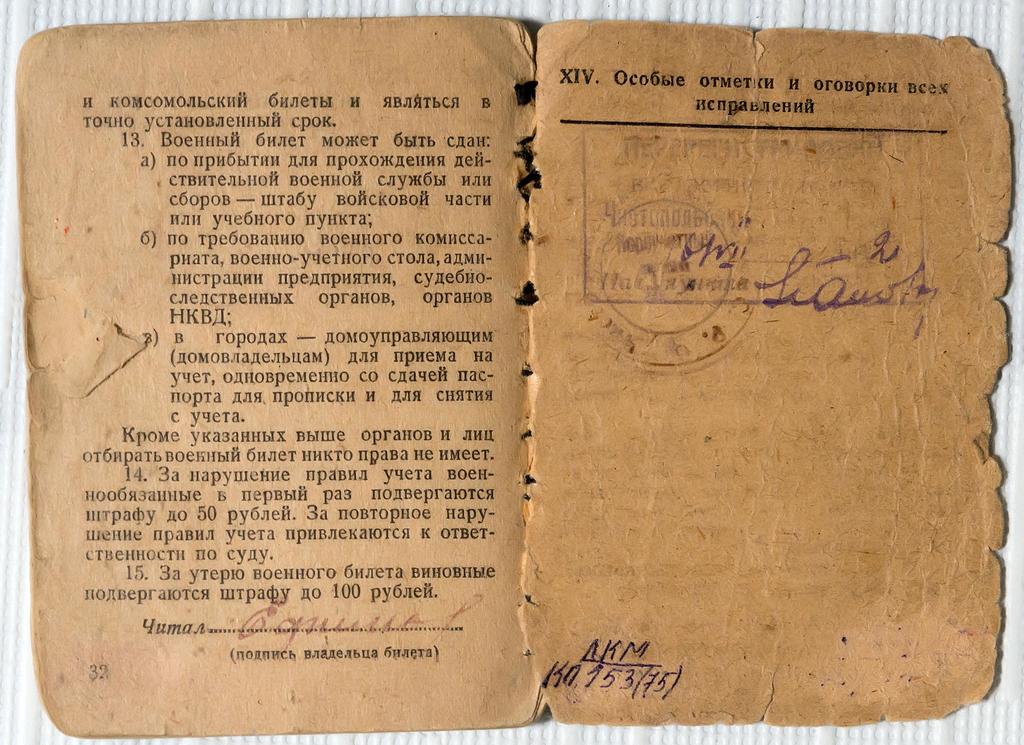 и комсомольский билеты и являться в
точно установленный срок.
13. Военный билет может быть сдан:
а) по прибытии для прохождения дей-
ствительной военной службы или
сборов — штабу войсковой части
или учебного пункта;
б) по требованию военного комисса-
риата, военно-учетного стола, адми-
нистрации предприятия, судебно-
следственных органов, органов
НКВД;
в) в городах — домоуправляющим
(домовладельцам) для приема на
учет, одновременно со сдачей пас-
порта для прописки и для снятия
с учета.
Кроме указанных выше органов и лиц
отбирать военный билет никто права не имеет.
14. За нарушение правил учета воен-
нообязанные в первый раз подвергаются
штрафу до 50 рублей. За повторное нару-
шение правил учета привлекаются к ответ-
ственности по суду.
15. За утерю военного билета виновные
подвергаются штрафу до 100 рублей.
Читал
(подпись владельца билета)
32
XIV. Особые отметки и оговорки всех
исправлений
АКМ
КП 153(75)